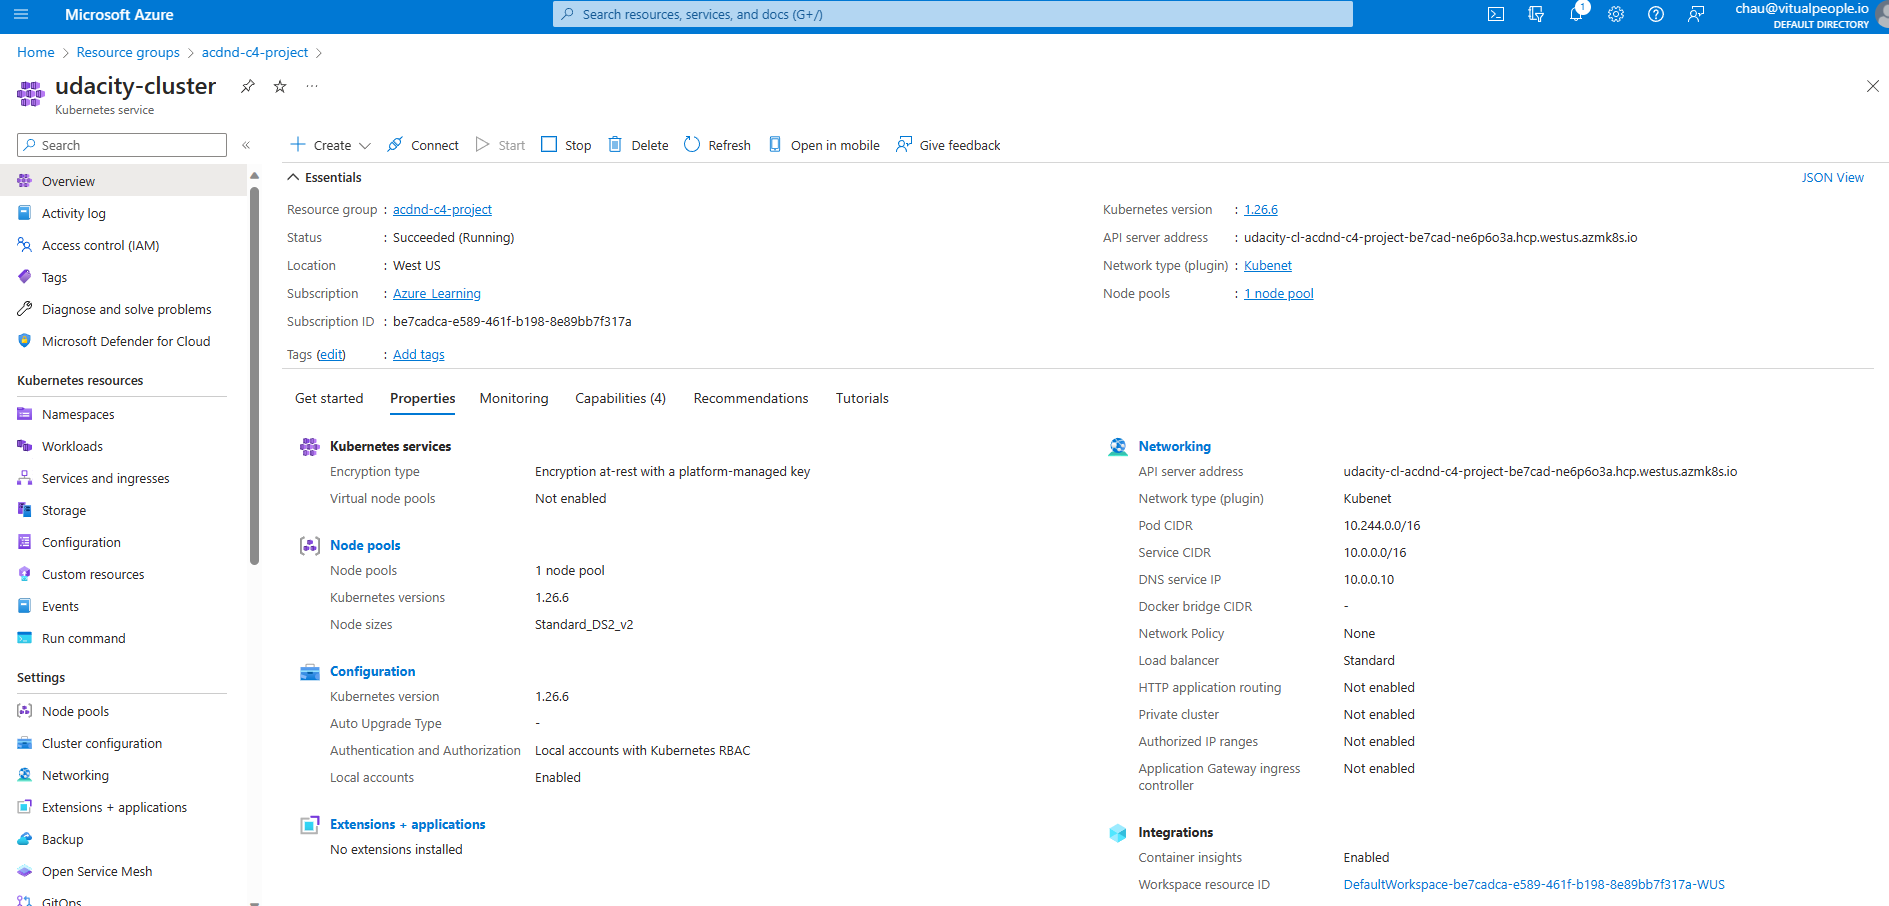 Microsoft Azure
Search resources, services, and docs (G+/)
1
chau@vitualpeople.io
DEFAULT DIRECTORY
Home > Resource groups > acdnd-c4-project >
udacity-cluster
Kubernetes service
Search
Create
Connect
Start
Stop
Delete
Refresh
Open in mobile
Give feedback
Overview
Activity log
Access control (IAM)
Tags
Diagnose and solve problems
Microsoft Defender for Cloud
Kubernetes resources
Namespaces
Workloads
Services and ingresses
Storage
Configuration
Custom resources
Events
Run command
Settings
Node pools
Cluster configuration
Networking
Extensions + applications
Backup
Open Service Mesh
GitOps
Essentials
JSON View
Resource group : acdnd-c4-project
Status : Succeeded (Running)
Location : West US
Subscription : Azure_Learning
Subscription ID : be7cadca-e589-461f-b198-8e89bb7f317a
Tags (edit) : Add tags
Kubernetes version : 1.26.6
API server address : udacity-cl-acdnd-c4-project-be7cad-ne6p6o3a.hcp.westus.azmk8s.io
Network type (plugin) : Kubenet
Node pools : 1 node pool
Get started
Properties
Monitoring
Capabilities (4)
Recommendations
Tutorials
Kubernetes services
Encryption type Encryption at-rest with a platform-managed key
Virtual node pools Not enabled
Node pools
Node pools 1 node pool
Kubernetes versions 1.26.6
Node sizes Standard_DS2_v2
Configuration
Kubernetes version 1.26.6
Auto Upgrade Type -
Authentication and Authorization Local accounts with Kubernetes RBAC
Local accounts Enabled
Extensions + applications
No extensions installed
Networking
API server address udacity-cl-acdnd-c4-project-be7cad-ne6p6o3a.hcp.westus.azmk8s.io
Network type (plugin) Kubenet
Pod CIDR 10.244.0.0/16
Service CIDR 10.0.0.0/16
DNS service IP 10.0.0.10
Docker bridge CIDR -
Network Policy None
Load balancer Standard
HTTP application routing Not enabled
Private cluster Not enabled
Authorized IP ranges Not enabled
Application Gateway ingress Not enabled
controller
Integrations
Container insights Enabled
Workspace resource ID DefaultWorkspace-be7cadca-e589-461f-b198-8e89bb7f317a-WUS